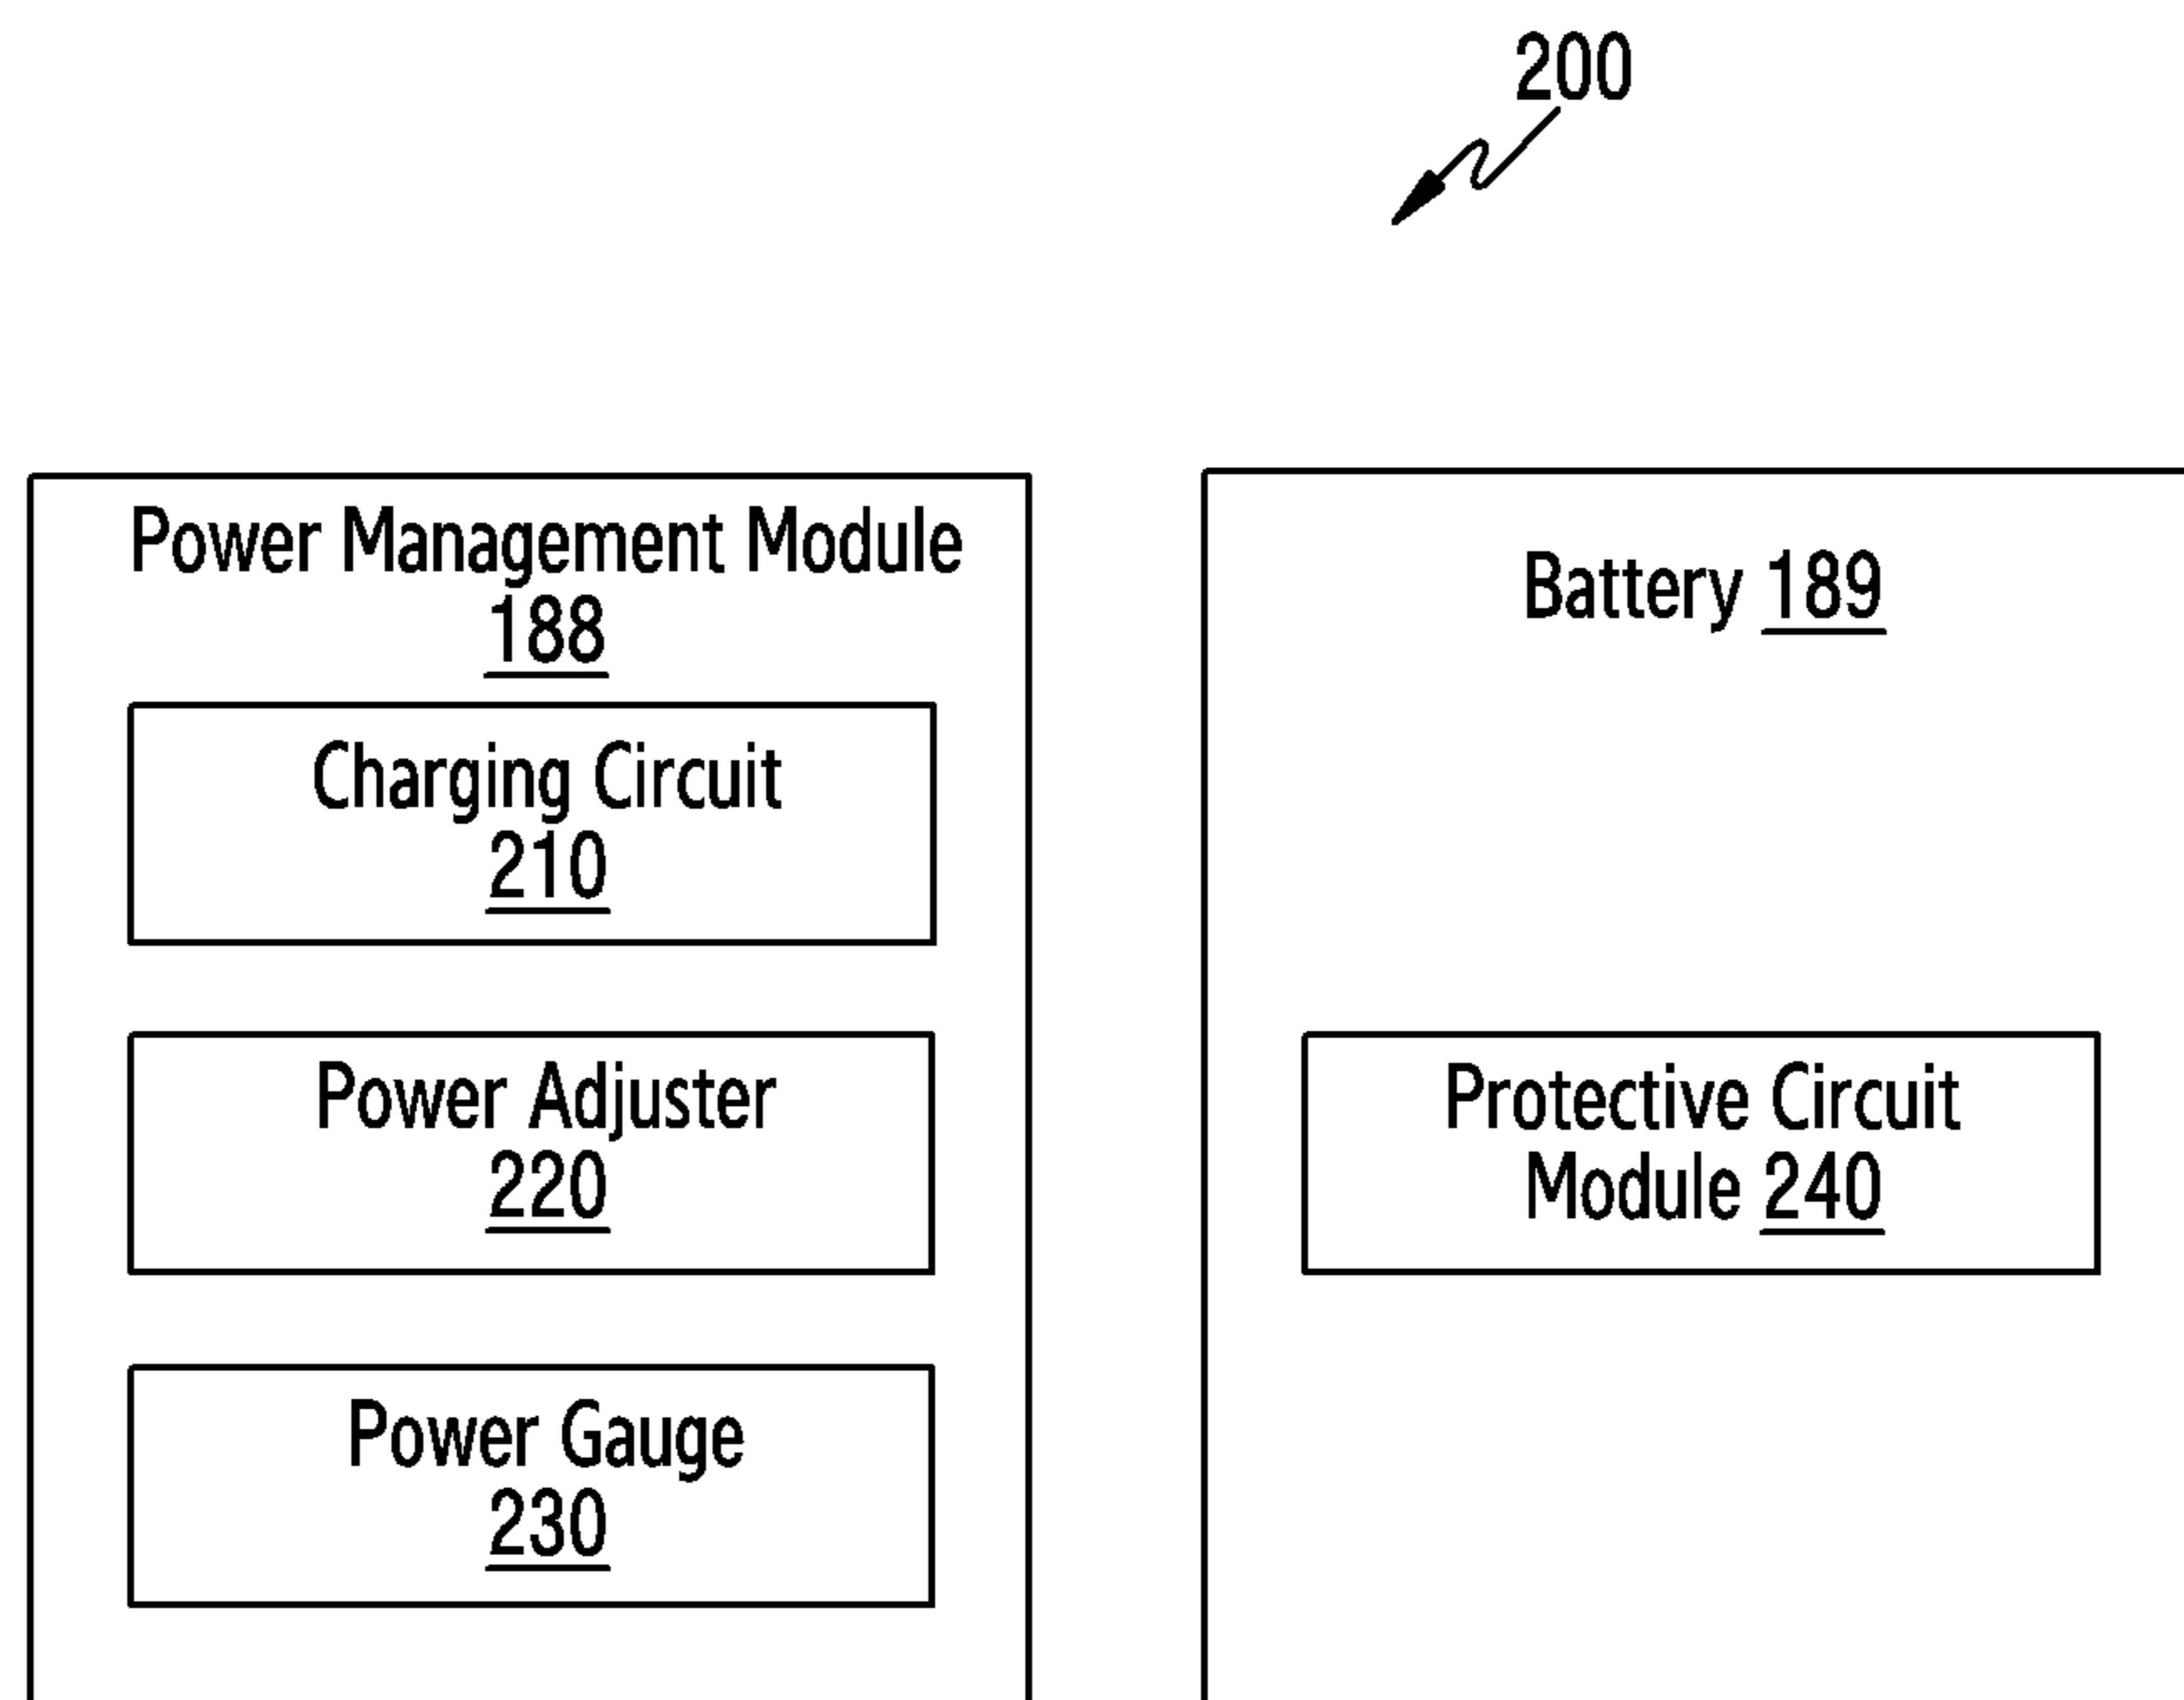 200
Power Management Module
188
Charging Circuit
210
Power Adjuster
220
Power Gauge
230
Battery 189
Protective Circuit
Module 240